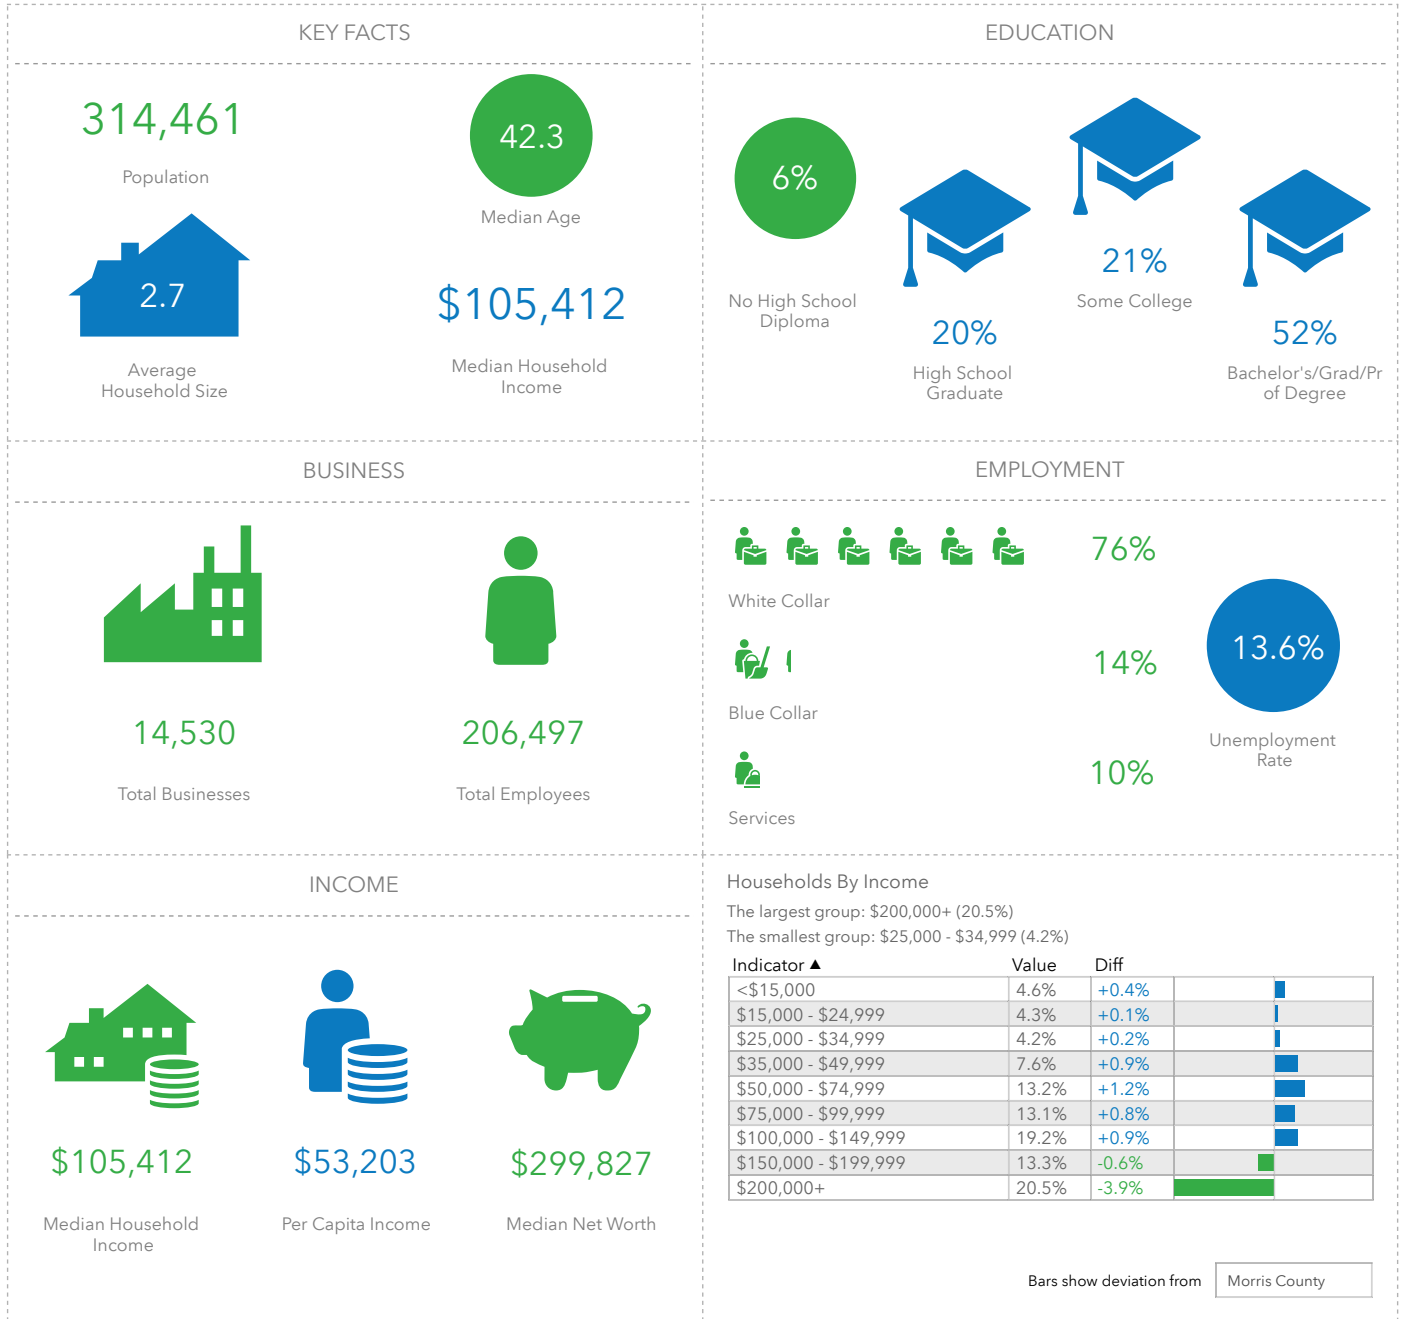 KEY FACTS
314,461
Population
42.3
Median Age
2.7
Average
Household Size
$105,412
Median Household
Income
EDUCATION
6%
No High School
Diploma
20%
High School
Graduate
21%
Some College
52%
Bachelor's/Grad/Pr
of Degree
BUSINESS
14,530
Total Businesses
206,497
Total Employees
EMPLOYMENT
76%
White Collar
14%
Blue Collar
10%
Services
13.6%
Unemployment
Rate
INCOME
$105,412
Median Household
Income
$53,203
Per Capita Income
$299,827
Median Net Worth
Households By Income
The largest group: $200,000+ (20.5%)
The smallest group: $25,000 - $34,999 (4.2%)
Indicator ▲ Value Diff
<$15,000 4.6% +0.4%
$15,000 - $24,999 4.3% +0.1%
$25,000 - $34,999 4.2% +0.2%
$35,000 - $49,999 7.6% +0.9%
$50,000 - $74,999 13.2% +1.2%
$75,000 - $99,999 13.1% +0.8%
$100,000 - $149,999 19.2% +0.9%
$150,000 - $199,999 13.3% -0.6%
$200,000+ 20.5% -3.9%
Bars show deviation from Morris County